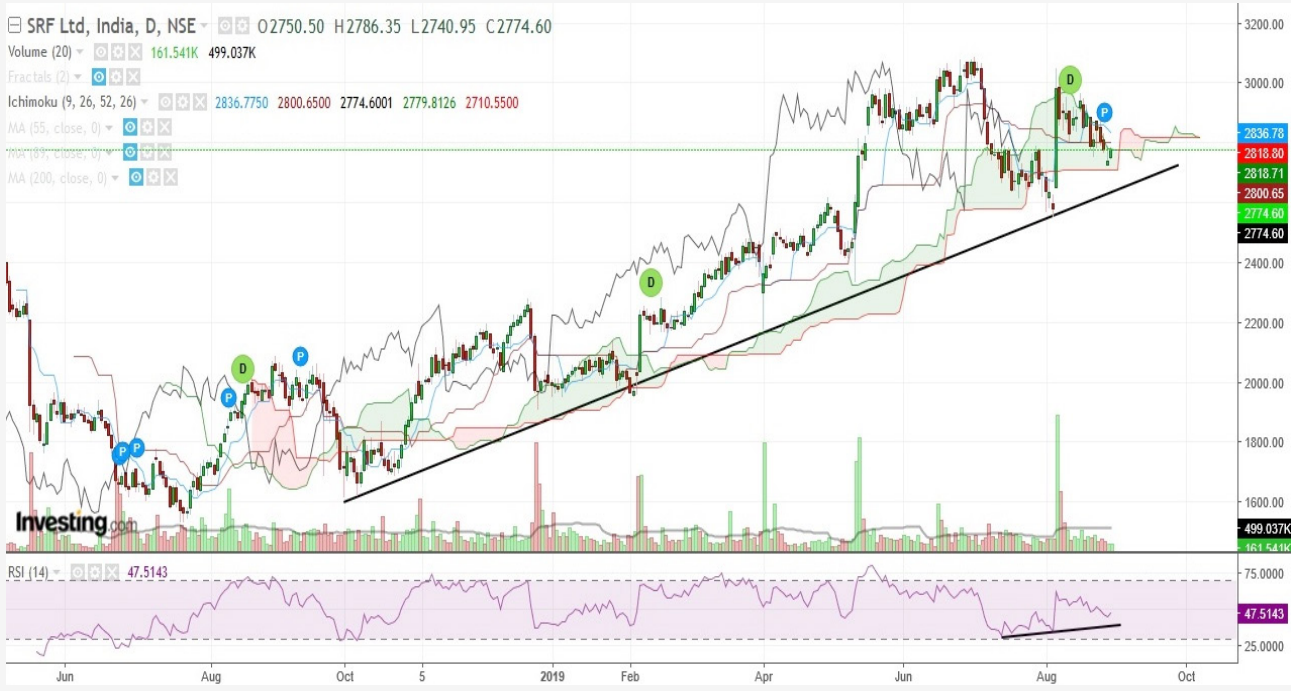 SRF Ltd, India, D, NSE O2750.50 H2786.35 L2740.95 C2774.60
Volume (20) 161.541K 499.037K
Fractals (2)
Ichimoku (9, 26, 52, 26) 2836.7750 2800.6500 2774.6001 2779.8126 2710.5500
MA (55, close, 0)
MA (89, close, 0)
MA (200, close, 0)
3200.00
3000.00
2836.78
2818.80
2818.71
2800.65
2774.60
2774.60
2400.00
2200.00
2000.00
1800.00
1600.00
499.037K
161.541K
D
P
D
D
P
P
P
P
Investing.com
RSI (14) 47.5143
75.0000
47.5143
25.0000
Jun Aug Oct 5 2019 Feb Apr Jun Aug Oct